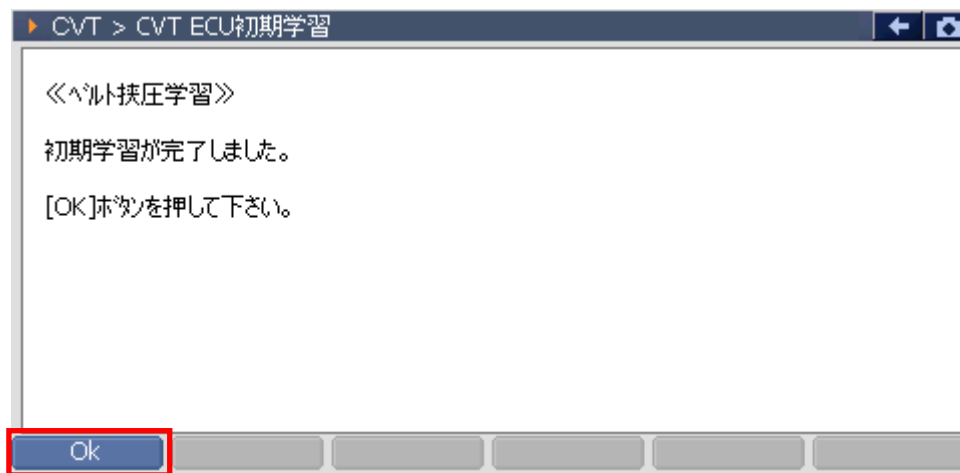 CVT > CVT ECU初期学習
≪ﾍﾞﾙﾄ挟圧学習≫
初期学習が完了しました。
[OK]ﾎﾞﾀﾝを押して下さい。
Ok